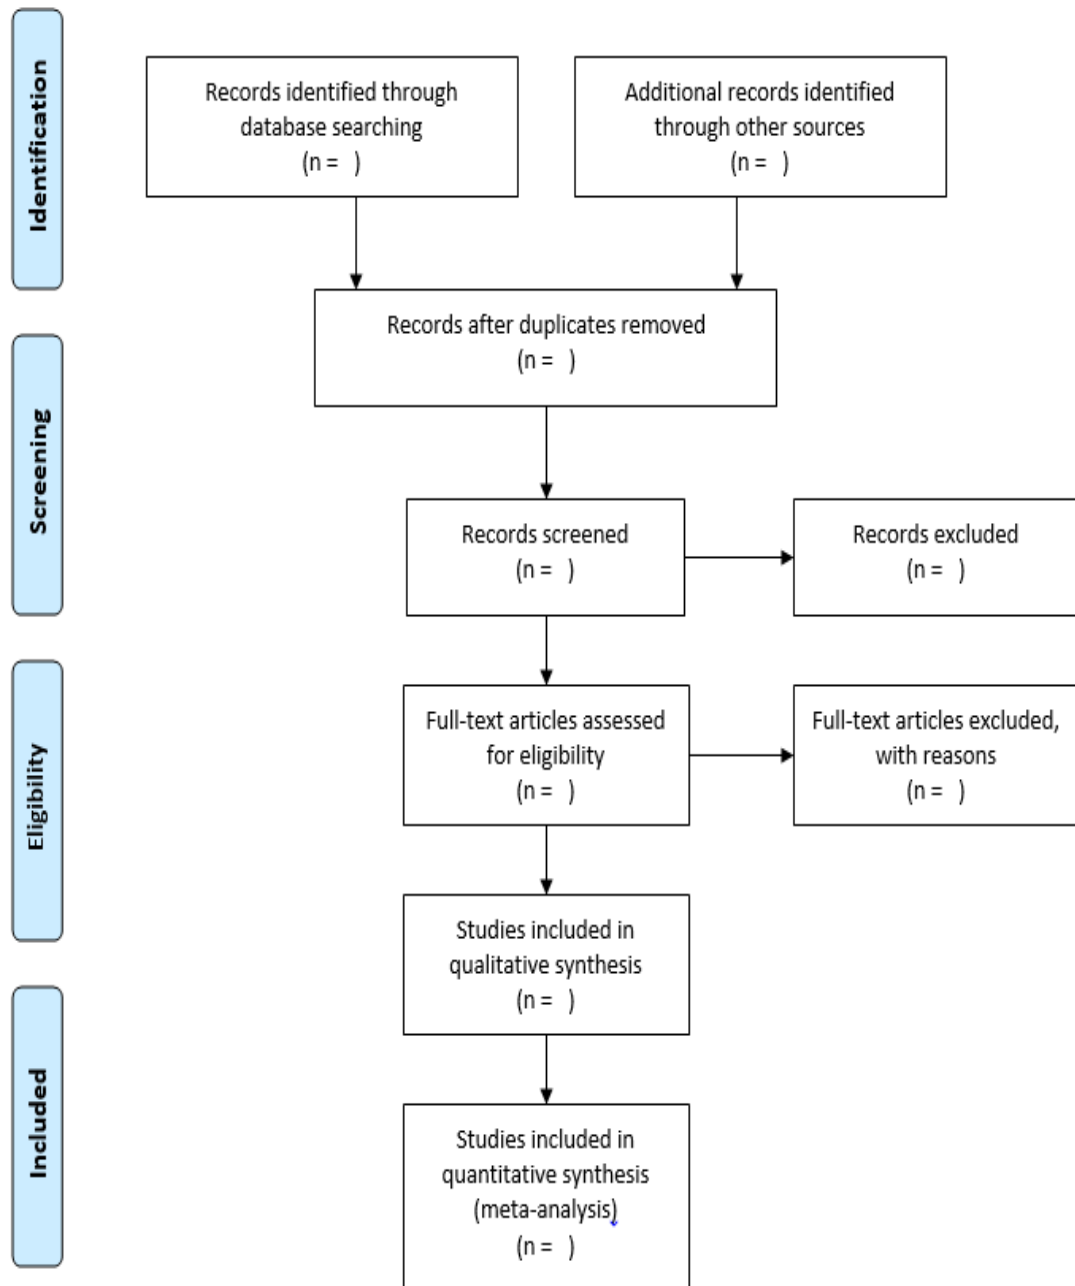 Identification
Records identified through
database searching
(n =   )
Additional records identified
through other sources
(n =   )
Records after duplicates removed
(n =   )
Screening
Records screened
(n =   )
Records excluded
(n =   )
Eligibility
Full-text articles assessed
for eligibility
(n =   )
Full-text articles excluded,
with reasons
(n =   )
Studies included in
qualitative synthesis
(n =   )
Included
Studies included in
quantitative synthesis
(meta-analysis)
(n =   )